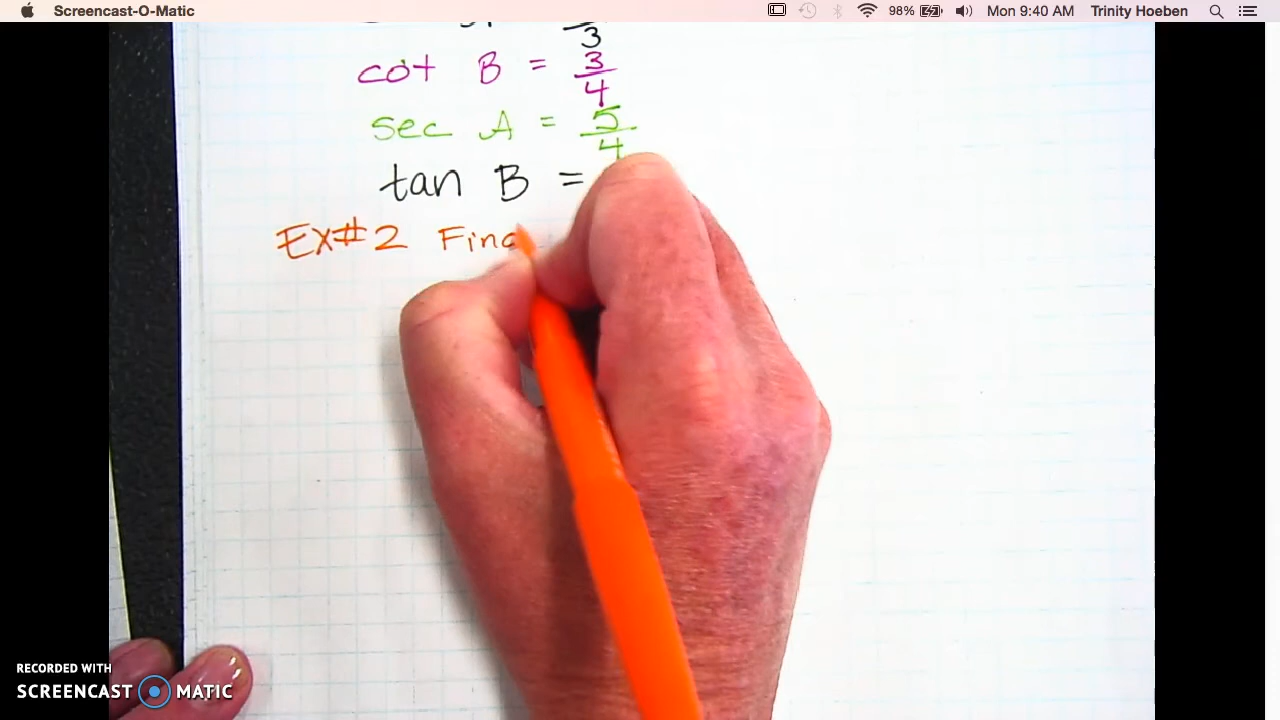 Screencast-O-Matic 98% Mon 9:40 AM Trinity Hoeben
3
cot B = 3/4
sec A = 5/4
tan B =
Ex#2 Find
RECORDED WITH
SCREENCAST MATIC